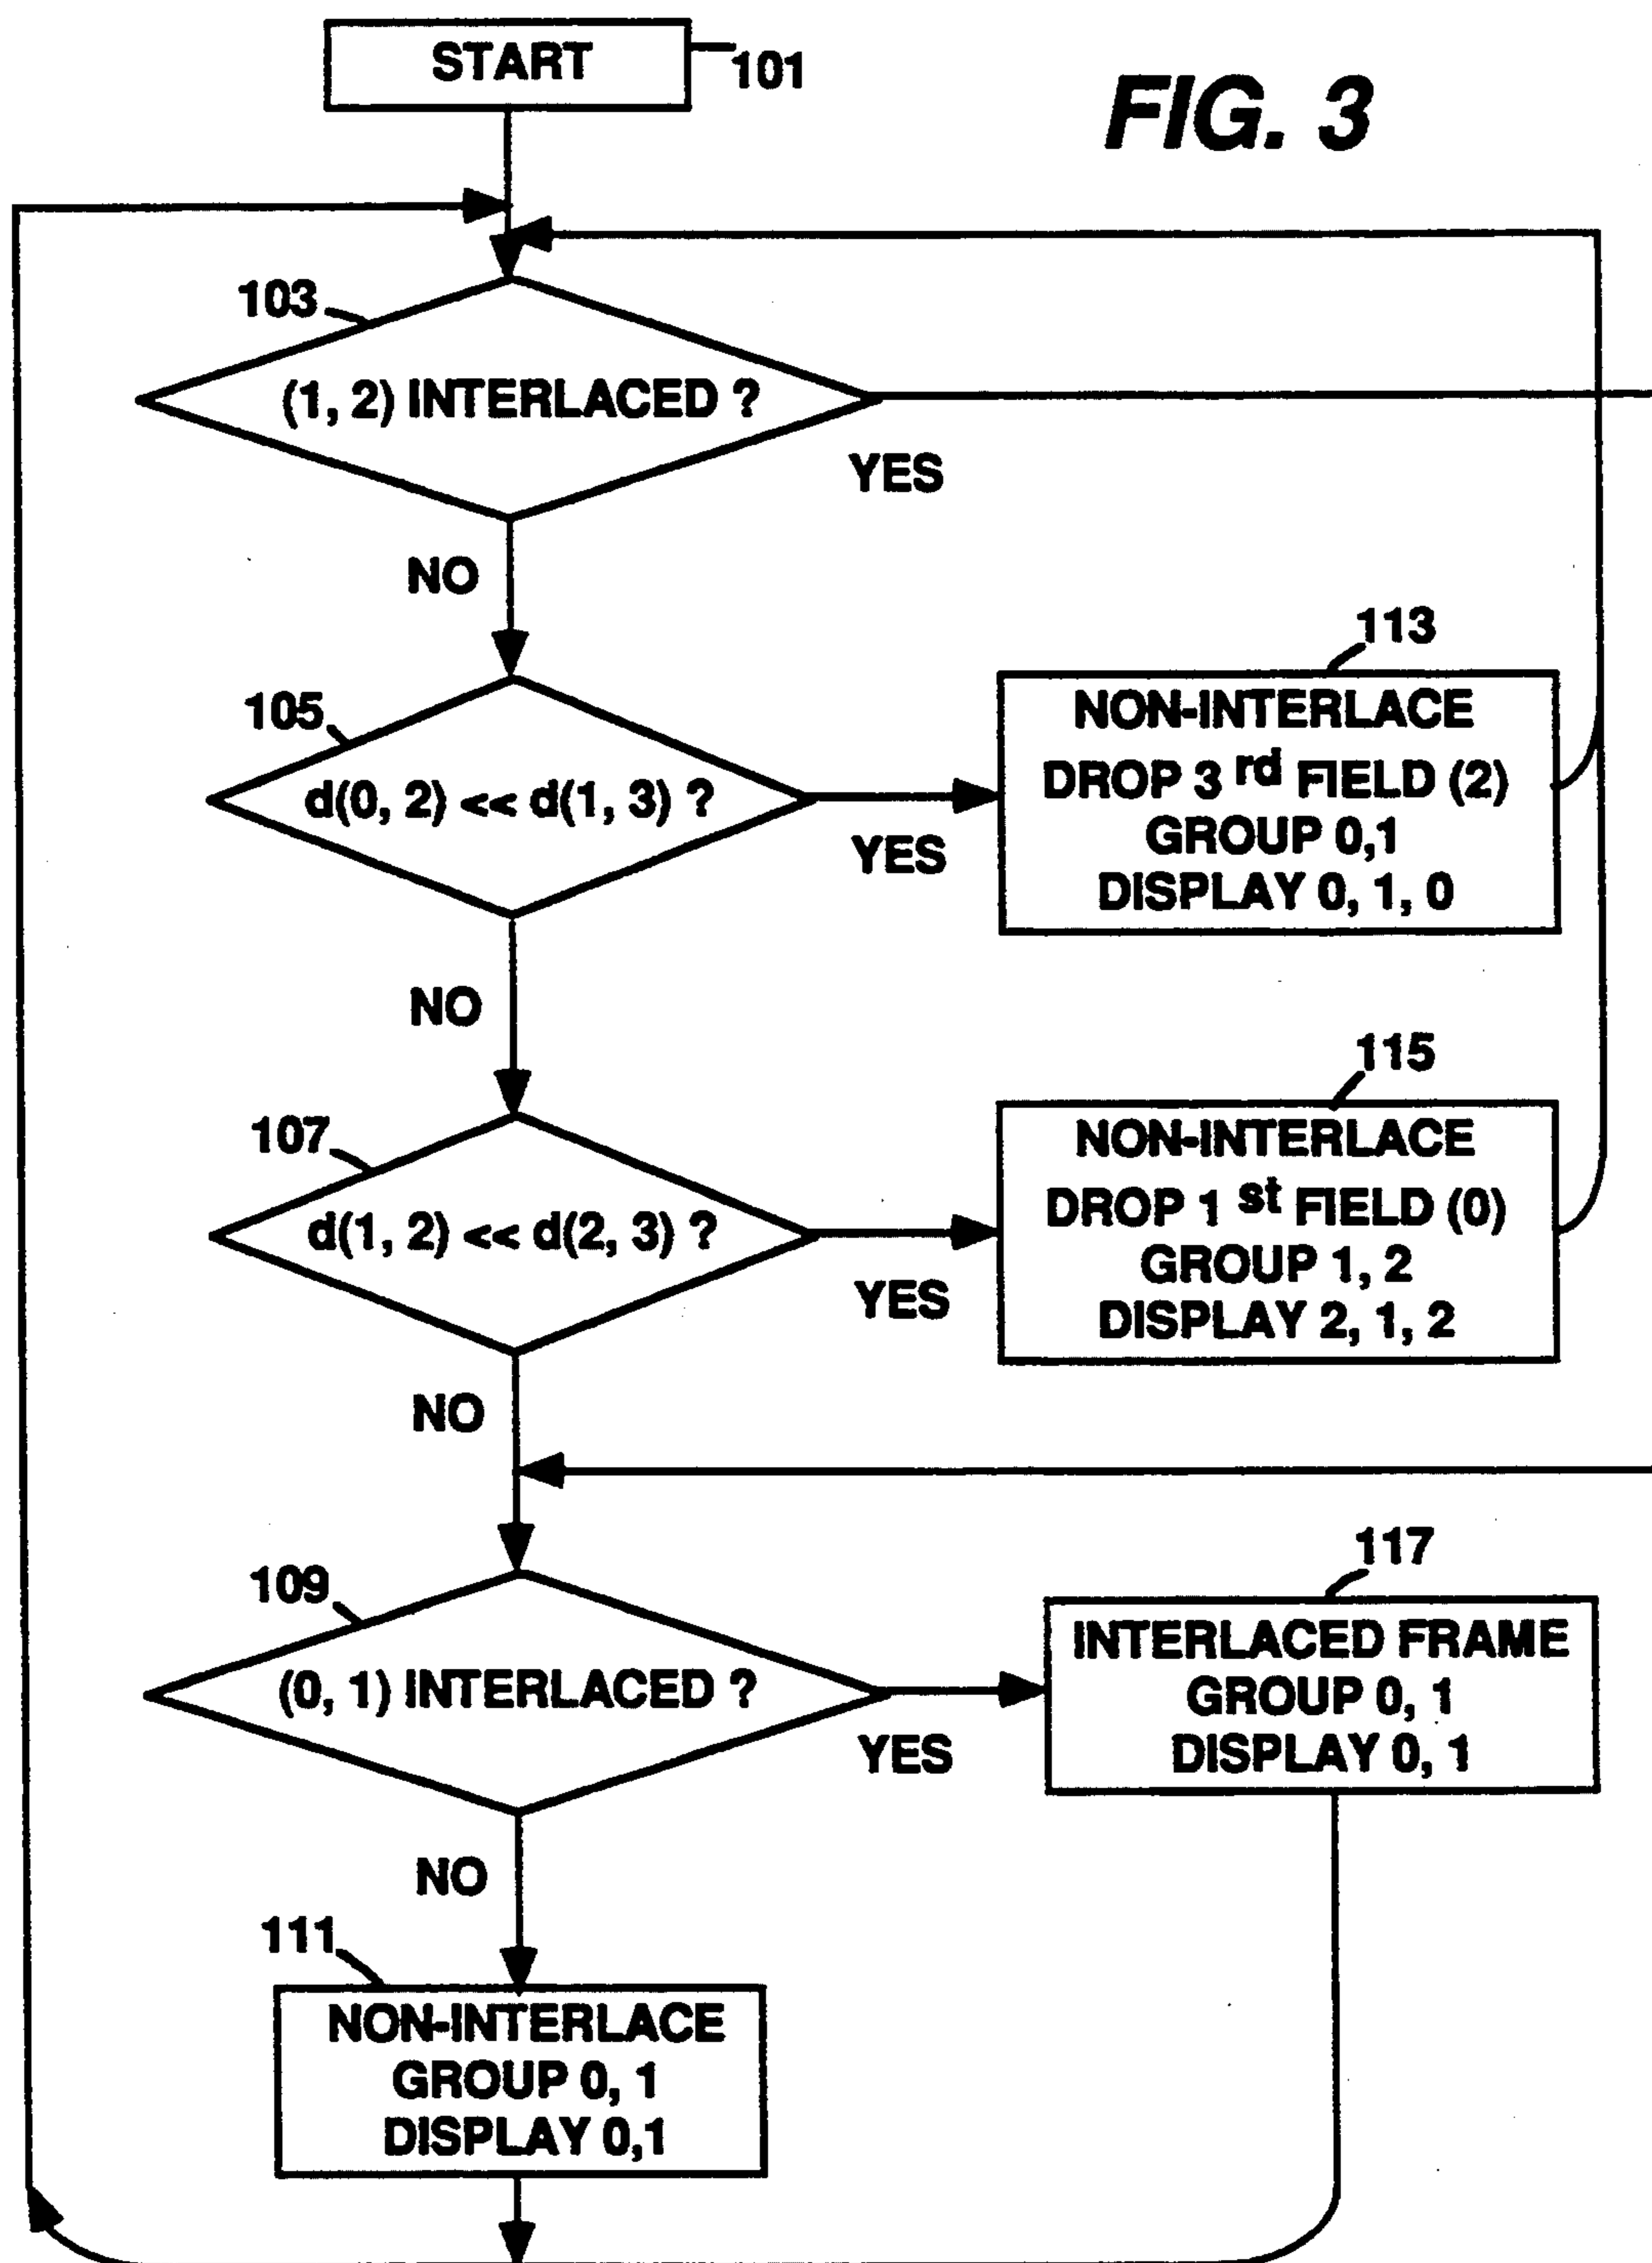 START
101
FIG. 3
103
(1, 2) INTERLACED ?
YES
NO
113
105
NON-INTERLACE
DROP 3 rd FIELD (2)
GROUP 0,1
DISPLAY 0, 1, 0
d(0, 2) << d(1, 3) ?
YES
NO
115
107
NON-INTERLACE
DROP 1 st FIELD (0)
GROUP 1, 2
DISPLAY 2, 1, 2
d(1, 2) << d(2, 3) ?
YES
NO
117
109
INTERLACED FRAME
GROUP 0, 1
DISPLAY 0, 1
(0, 1) INTERLACED ?
YES
NO
111
NON-INTERLACE
GROUP 0, 1
DISPLAY 0,1